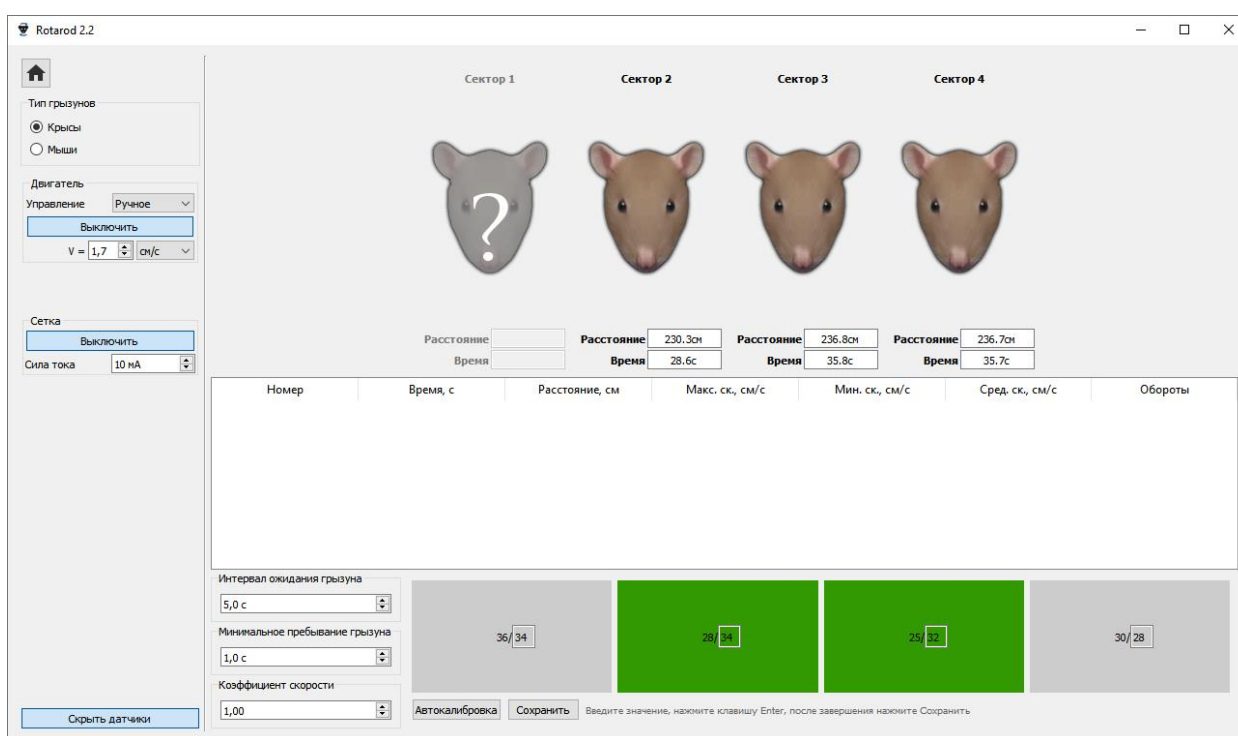 Rotarod 2.2
Тип грызунов
Крысы
Мыши
Двигатель
Управление Ручное
Выключить
V = 1,7 см/с
Сетка
Выключить
Сила тока 10 мА
Скрыть датчики
Сектор 1 Сектор 2 Сектор 3 Сектор 4
?
Расстояние Расстояние 230.3см Расстояние 236.8см Расстояние 236.7см
Время Время 28.6с Время 35.8с Время 35.7с
Номер Время, с Расстояние, см Макс. ск., см/с Мин. ск., см/с Сред. ск., см/с Обороты
Интервал ожидания грызуна
5,0 с
Минимальное пребывание грызуна
1,0 с
Коэффициент скорости
1,00
36/ 34 28/ 34 25/ 32 30/ 28
Автокалибровка Сохранить Введите значение, нажмите клавишу Enter, после завершения нажмите Сохранить